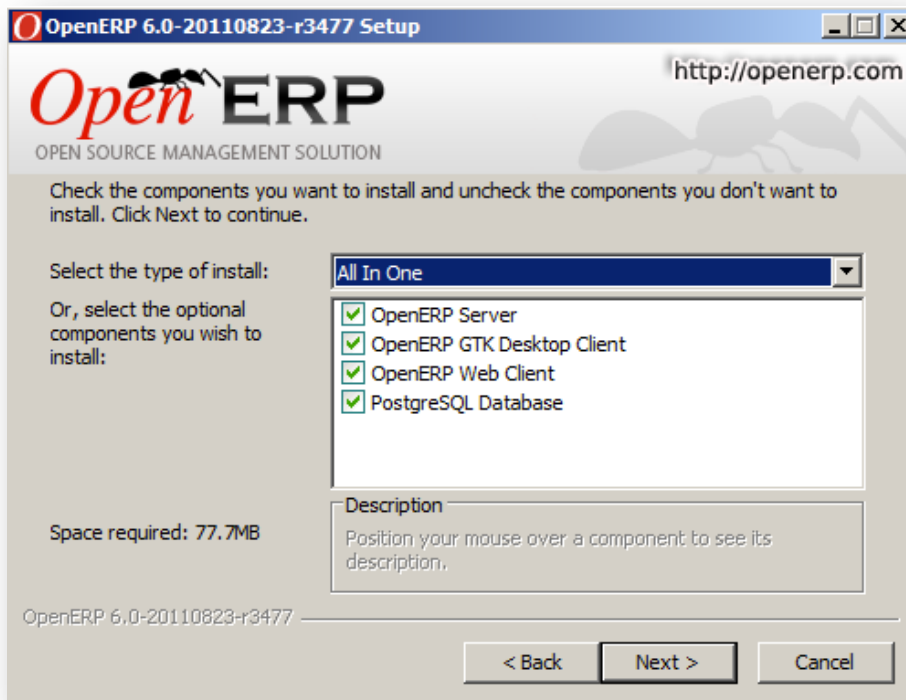 OpenERP 6.0-20110823-r3477 Setup
http://openerp.com
Open ERP
OPEN SOURCE MANAGEMENT SOLUTION
Check the components you want to install and uncheck the components you don't want to
install. Click Next to continue.
Select the type of install:
All In One
Or, select the optional
components you wish to
install:
OpenERP Server
OpenERP GTK Desktop Client
OpenERP Web Client
PostgreSQL Database
Space required: 77.7MB
Description
Position your mouse over a component to see its
description.
OpenERP 6.0-20110823-r3477
< Back
Next >
Cancel